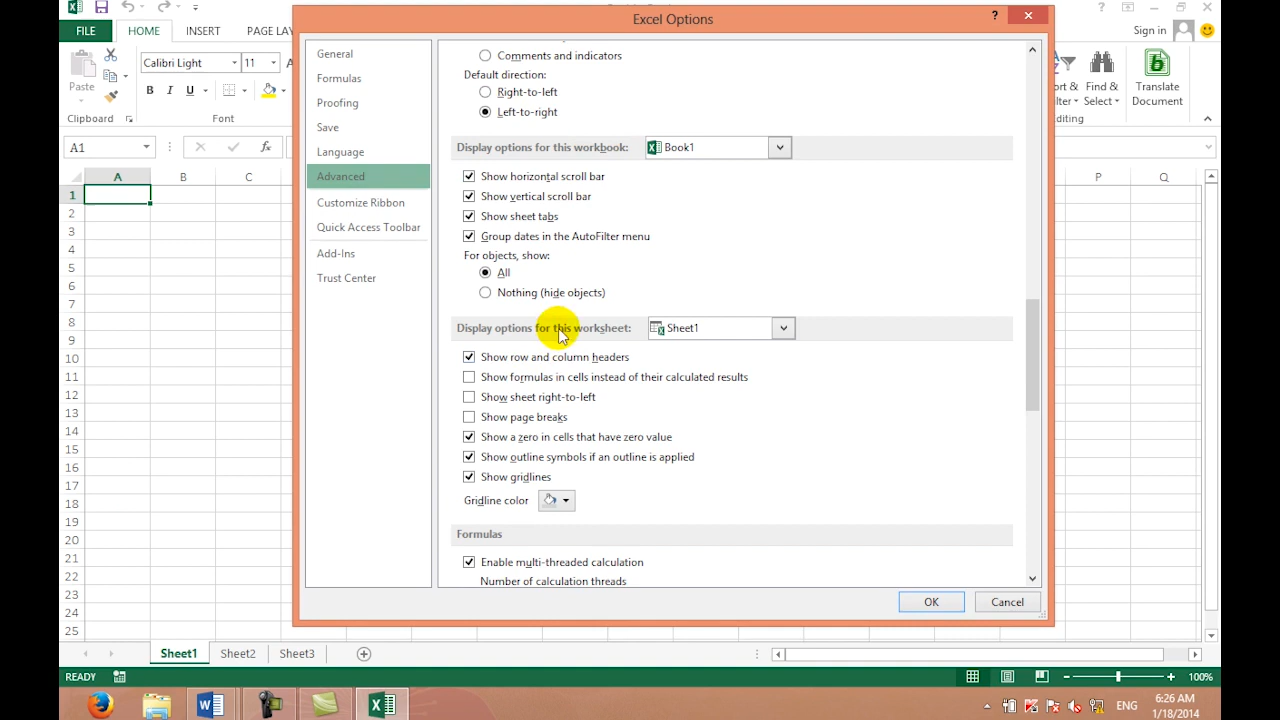 Excel Options
?
Sign in
FILE HOME INSERT PAGE LAY
Calibri Light 11
Paste
B I U
Translate
Document
Find &
Select
Filter
Clipboard Font
A1 fx
A B C P Q
1
2
3
4
5
6
7
8
9
10
11
12
13
14
15
16
17
18
19
20
21
22
23
24
25
General
Formulas
Proofing
Save
Language
Advanced
Customize Ribbon
Quick Access Toolbar
Add-Ins
Trust Center
Comments and indicators
Default direction:
Right-to-left
Left-to-right
Display options for this workbook: Book1
Show horizontal scroll bar
Show vertical scroll bar
Show sheet tabs
Group dates in the AutoFilter menu
For objects, show:
All
Nothing (hide objects)
Display options for this worksheet: Sheet1
Show row and column headers
Show formulas in cells instead of their calculated results
Show sheet right-to-left
Show page breaks
Show a zero in cells that have zero value
Show outline symbols if an outline is applied
Show gridlines
Gridline color
Formulas
Enable multi-threaded calculation
Number of calculation threads
OK Cancel
Sheet1 Sheet2 Sheet3
READY 100%
ENG
6:26 AM
1/18/2014